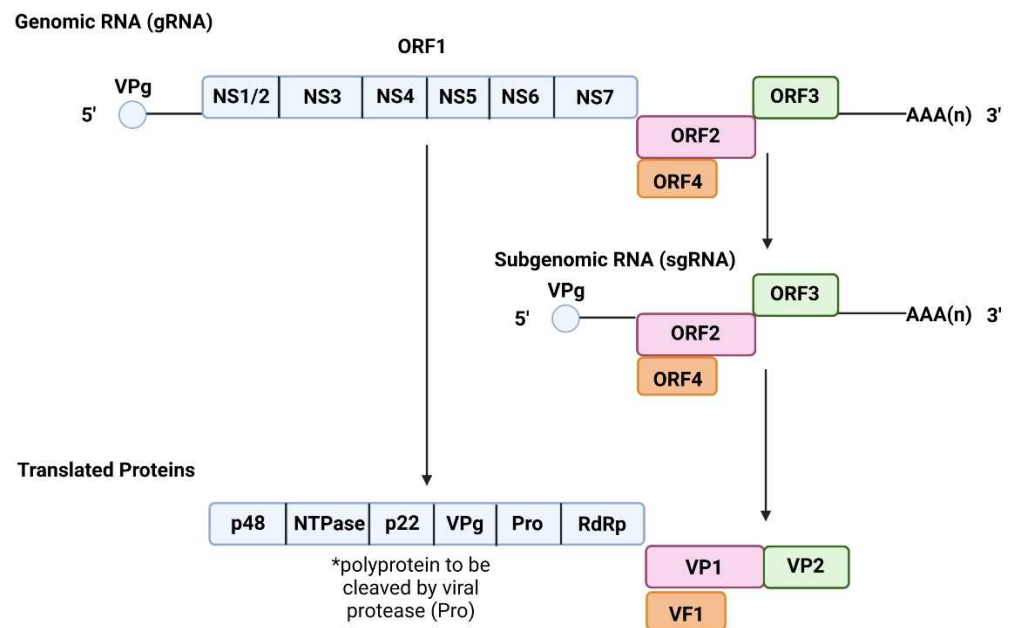 Genomic RNA (gRNA)
ORF1
VPg
5'
NS1/2 NS3 NS4 NS5 NS6 NS7
ORF3
AAA(n) 3'
ORF2
ORF4
Subgenomic RNA (sgRNA)
VPg
5'
ORF3
AAA(n) 3'
ORF2
ORF4
Translated Proteins
p48 NTPase p22 VPg Pro RdRp
*polyprotein to be
cleaved by viral
protease (Pro)
VP1 VP2
VF1